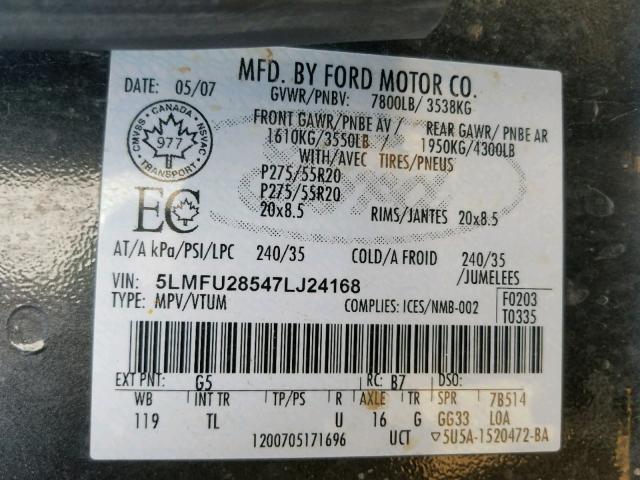 MFD. BY FORD MOTOR CO.
DATE: 05/07
GVWR/PNBV: 7800LB/ 3538KG
FRONT GAWR/PNBE AV/ REAR GAWR/ PNBE AR
1610KG/3550LB 1950KG/4300LB
WITH/AVEC TIRES/PNEUS
CANADA
CMVSS NSVAC
977
TRANSPORT
P275/55R20
P275/55R20
20x8.5 RIMS/JANTES 20x8.5
EC
AT/A kPa/PSI/LPC 240/35 COLD/A FROID 240/35
/JUMELEES
VIN: 5LMFU28547LJ24168
TYPE: MPV/VTUM COMPLIES: ICES/NMB-002
F0203
T0335
EXT PNT: G5 RC: B7 DSO:
WB INT TR TP/PS R AXLE TR SPR 7B514
119 TL U 16 G GG33 L0A
1200705171696 UCT ▽5U5A-1520472-BA